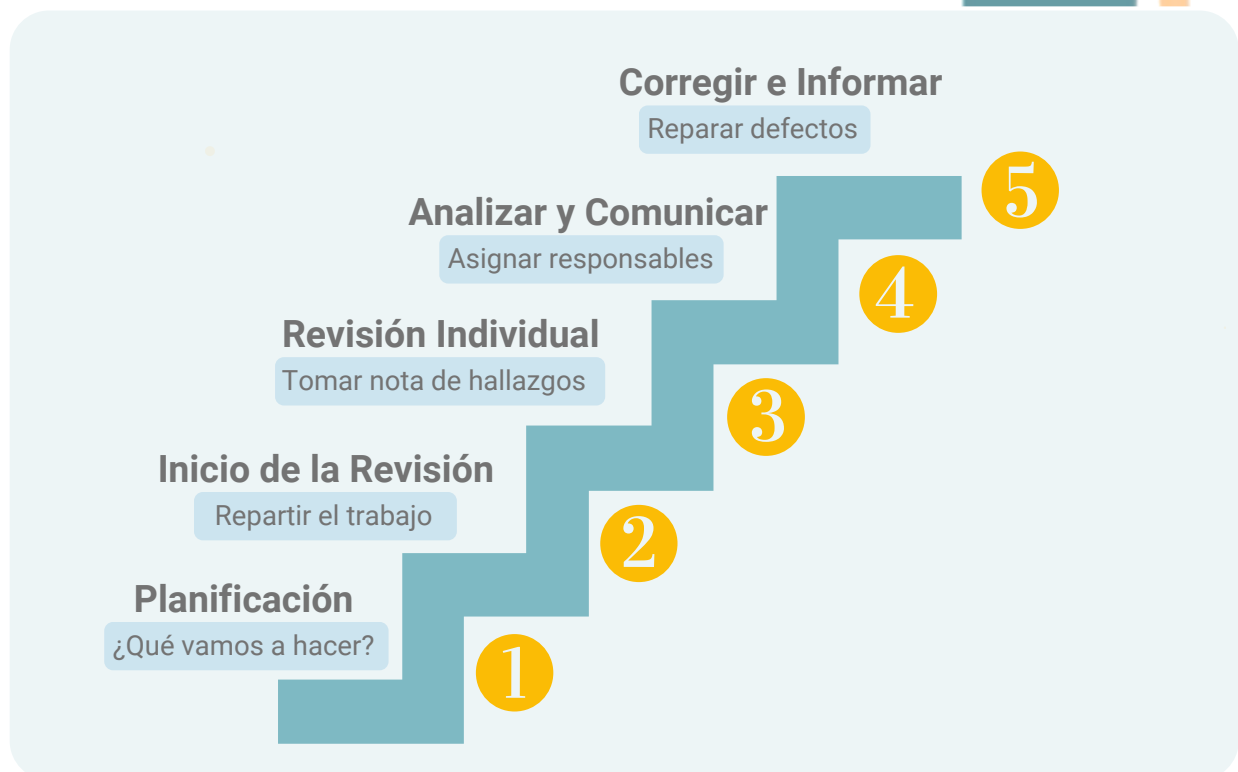 Corregir e Informar
Reparar defectos
5
Analizar y Comunicar
Asignar responsables
4
Revisión Individual
Tomar nota de hallazgos
3
Inicio de la Revisión
Repartir el trabajo
2
Planificación
¿Qué vamos a hacer?
1